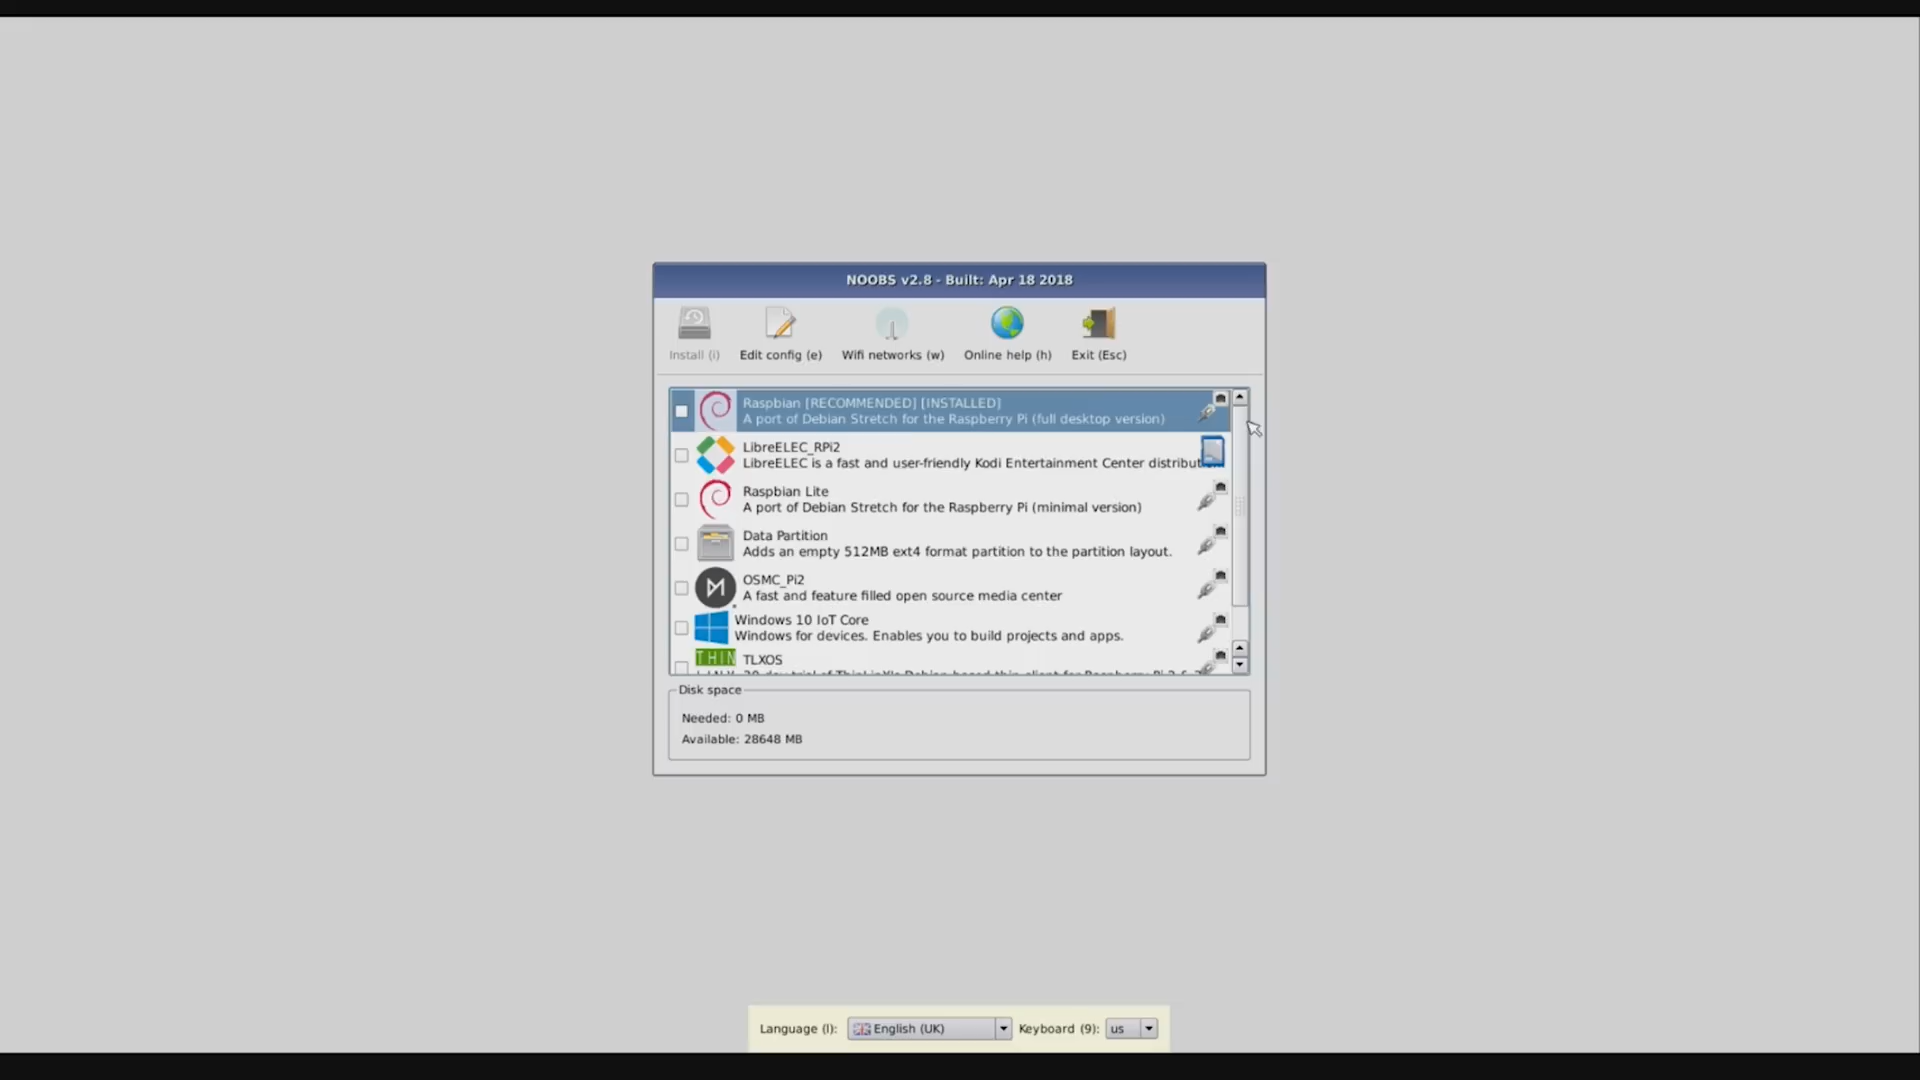 NOOBS v2.8 - Built: Apr 18 2018
Install (i) Edit config (e) Wifi networks (w) Online help (h) Exit (Esc)
Raspbian [RECOMMENDED] [INSTALLED]
A port of Debian Stretch for the Raspberry Pi (full desktop version)
LibreELEC_RPi2
LibreELEC is a fast and user-friendly Kodi Entertainment Center
Raspbian Lite
A port of Debian Stretch for the Raspberry Pi (minimal version)
Data Partition
Adds an empty 512MB ext4 format partition to the partition layout.
OSMC_Pi2
A fast and feature filled open source media center
Windows 10 IoT Core
Windows for devices. Enables you to build projects and apps.
THIN
TLXOS
Disk space
Needed: 0 MB
Available: 28648 MB
Language (l): English (UK) Keyboard (9): us